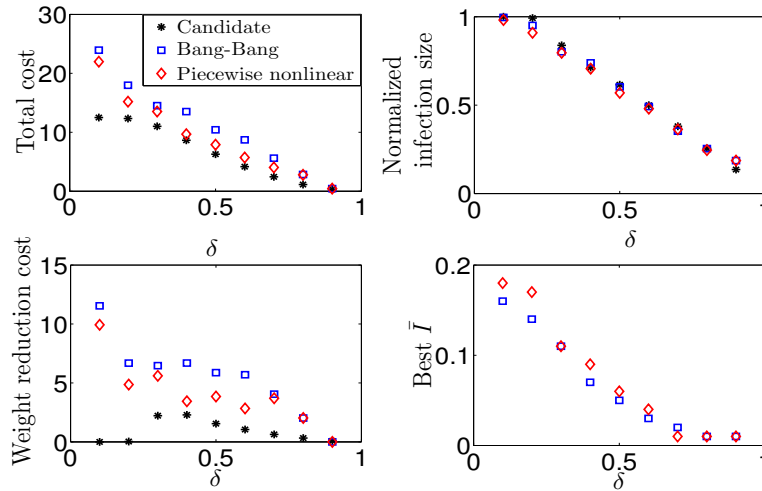 30
20
10
0
0
0.5
1
Total cost
δ
Candidate
Bang-Bang
Piecewise nonlinear
1
0.5
0
0
0.5
1
Normalized
infection size
δ
15
10
5
0
0
0.5
1
Weight reduction cost
δ
0.2
0.1
0
0
0.5
1
Best Ī
δ